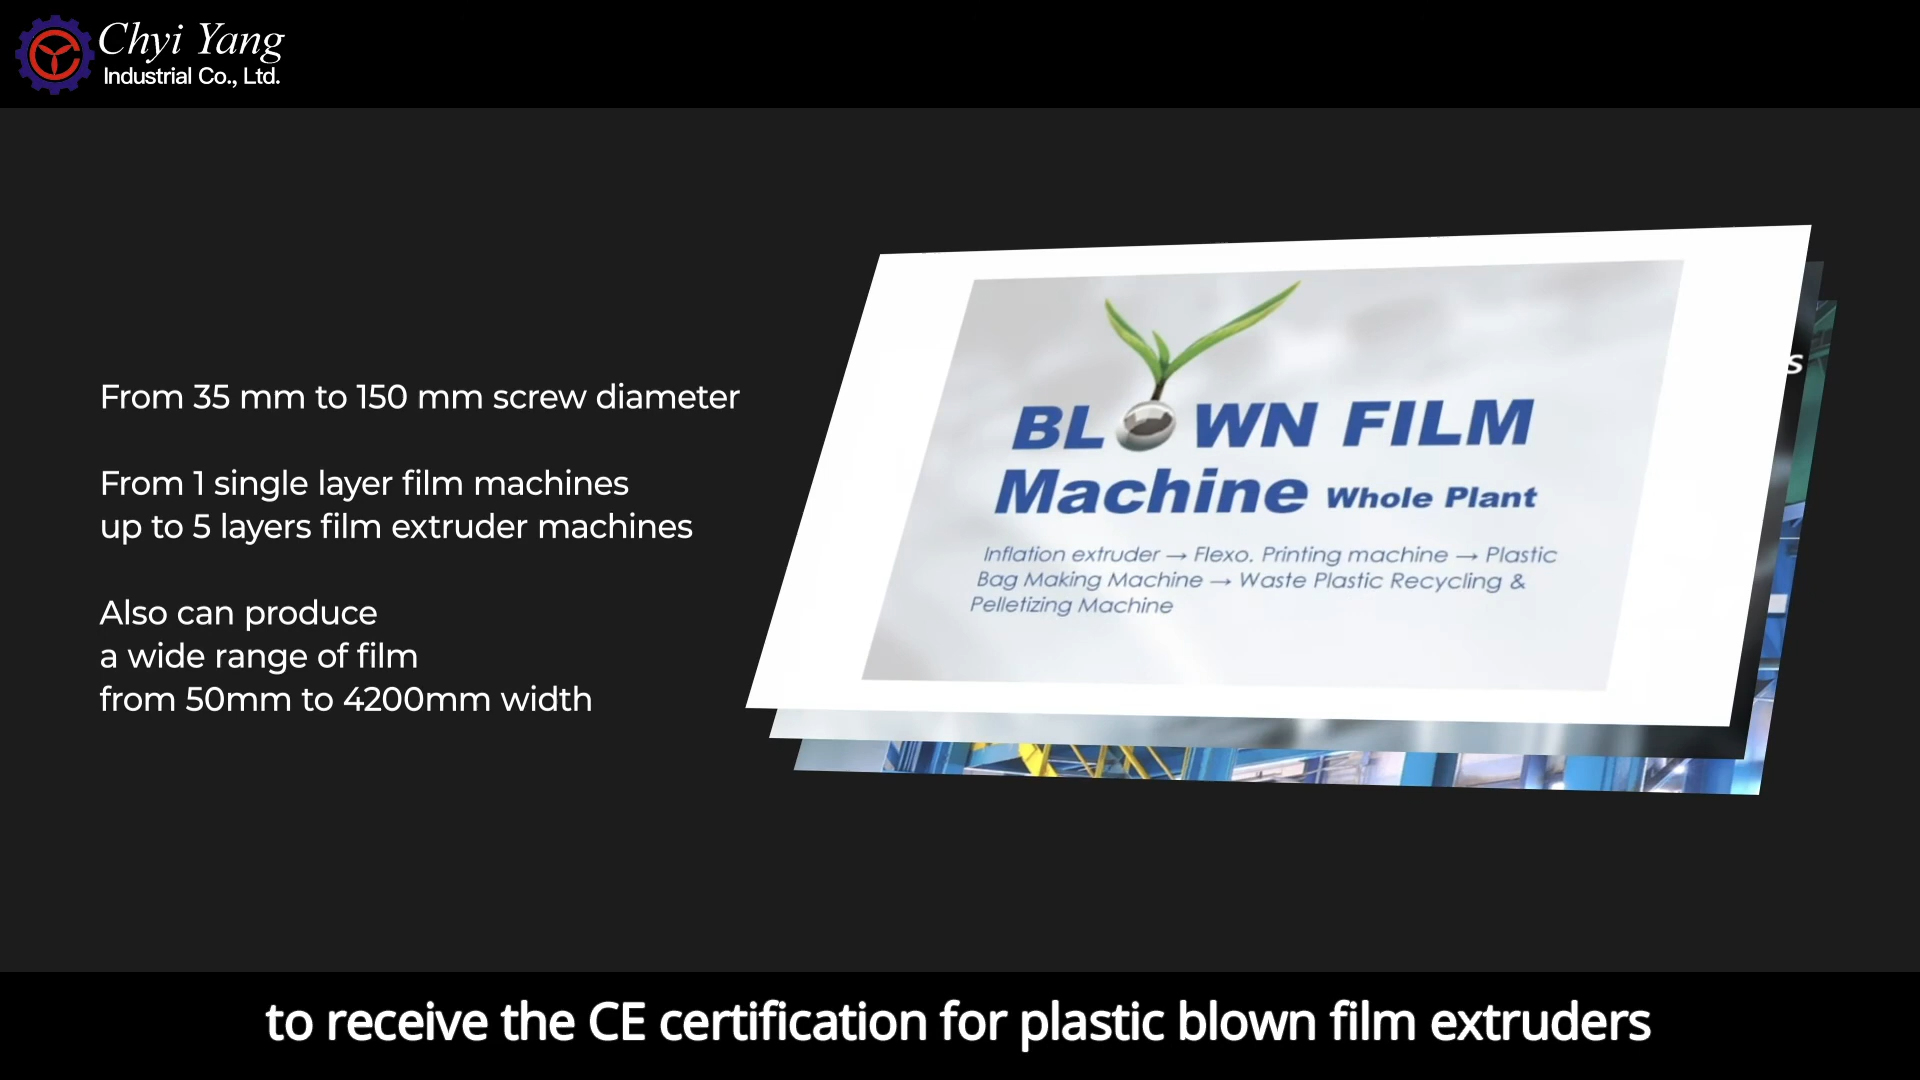 Chyi Yang
Industrial Co., Ltd.
From 35 mm to 150 mm screw diameter
From 1 single layer film machines
up to 5 layers film extruder machines
Also can produce
a wide range of film
from 50mm to 4200mm width
BLOWN FILM
Machine Whole Plant
Inflation extruder → Flexo. Printing machine → Plastic
Bag Making Machine → Waste Plastic Recycling &
Pelletizing Machine
to receive the CE certification for plastic blown film extruders